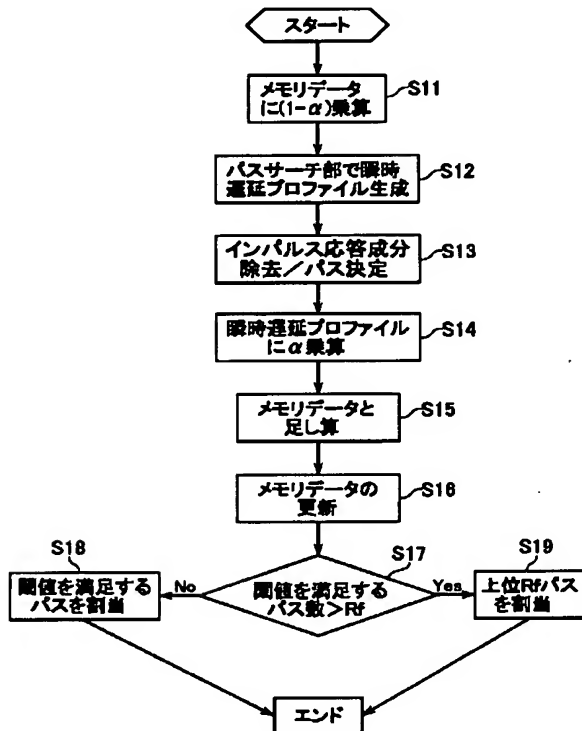 スタート
メモリデータ
に(1-α)乗算
S11
パスサーチ部で瞬時
遅延プロファイル生成
S12
インパルス応答成分
除去／パス決定
S13
瞬時遅延プロファイル
にα乗算
S14
メモリデータと
足し算
S15
メモリデータの
更新
S16
S18
閾値を満足する
パスを割当
No
S17
閾値を満足する
パス数>Rf
Yes
S19
上位Rfパス
を割当
エンド